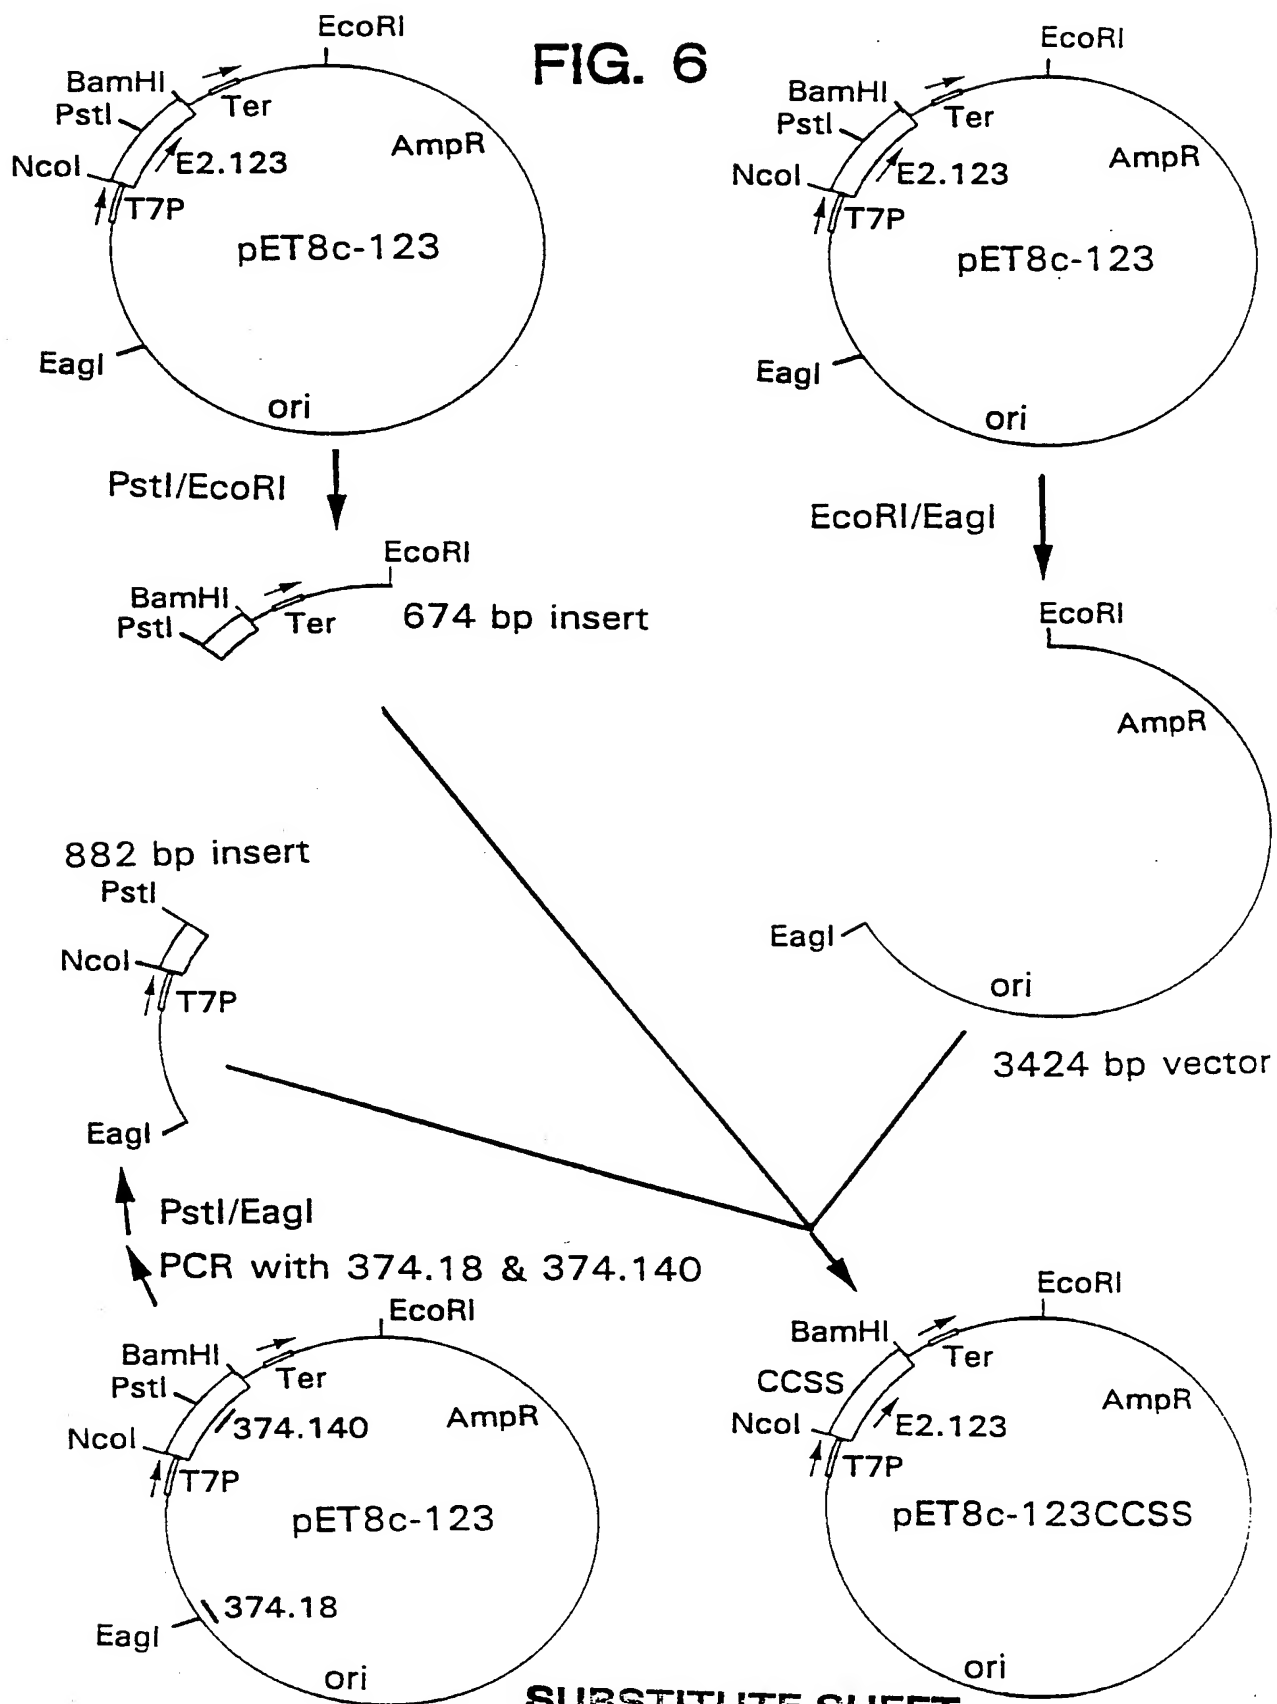 FIG. 6
EcoRI
BamHI
PstI
Ter
AmpR
NcoI
E2.123
T7P
pET8c-123
EagI
ori
EcoRI
BamHI
PstI
Ter
AmpR
NcoI
E2.123
T7P
pET8c-123
EagI
ori
PstI/EcoRI
EcoRI/EagI
EcoRI
BamHI
PstI
Ter
674 bp insert
EcoRI
AmpR
EagI
ori
3424 bp vector
882 bp insert
PstI
NcoI
T7P
EagI
PstI/EagI
PCR with 374.18 & 374.140
EcoRI
BamHI
PstI
Ter
374.140
AmpR
NcoI
T7P
pET8c-123
374.18
EagI
ori
EcoRI
BamHI
Ter
CCSS
AmpR
NcoI
E2.123
T7P
pET8c-123CCSS
ori
SUBSTITUTE SHEET